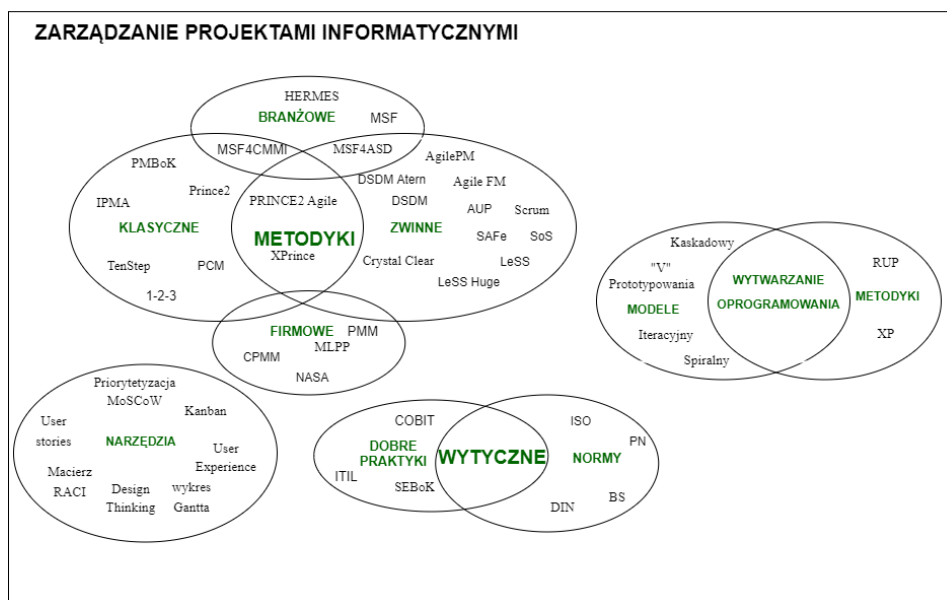 ZARZĄDZANIE PROJEKTAMI INFORMATYCZNYMI
HERMES
BRANŻOWE
MSF
MSF4CMMI
MSF4ASD
PMBoK
Prince2
IPMA
KLASYCZNE
TenStep
PCM
1-2-3
PRINCE2 Agile
METODYKI
XPrince
AgilePM
DSDM Atern
Agile FM
DSDM
AUP
Scrum
ZWINNE
SAFe
SoS
Crystal Clear
LeSS
LeSS Huge
FIRMOWE
PMM
MLPP
CPMM
NASA
Kaskadowy
"V"
Prototypowania
MODELE
Iteracyjny
Spiralny
WYTWARZANIE
OPROGRAMOWANIA
RUP
METODYKI
XP
Priorytetyzacja
MoSCoW
Kanban
User
stories
NARZĘDZIA
User
Experience
Macierz
RACI
Design
Thinking
wykres
Gantta
COBIT
DOBRE
PRAKTYKI
ITIL
SEBoK
WYTYCZNE
ISO
PN
NORMY
BS
DIN